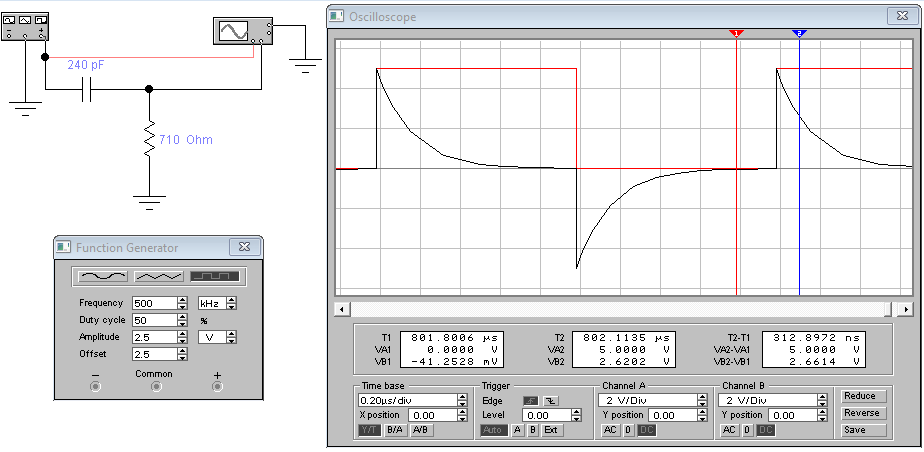 Oscilloscope
1 2
240 pF
710 Ohm
Function Generator
Frequency 500 kHz
Duty cycle 50 %
Amplitude 2.5 V
Offset 2.5
− Common +
T1 801.8006 µs T2 802.1135 µs T2-T1 312.8972 ns
VA1 0.0000 V VA2 5.0000 V VA2-VA1 5.0000 V
VB1 -41.2528 mV VB2 2.6202 V VB2-VB1 2.6614 V
Time base Trigger Channel A Channel B Reduce
0.20µs/div Edge 2 V/Div 2 V/Div
X position 0.00 Level 0.00 Y position 0.00 Y position 0.00 Reverse
Y/T B/A A/B Auto A B Ext AC 0 DC AC 0 DC Save